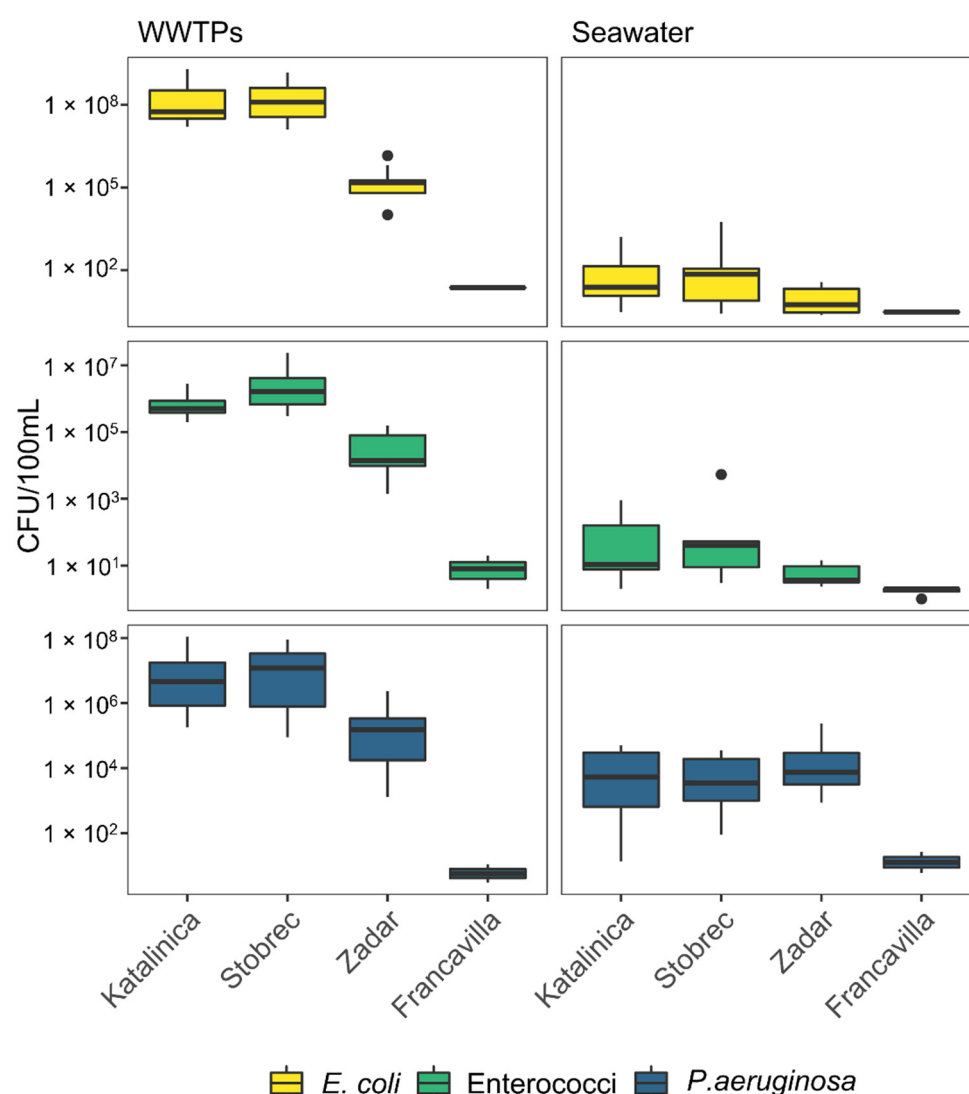 WWTPs Seawater
CFU/100mL
1 × 10⁸
1 × 10⁵
1 × 10²
1 × 10⁷
1 × 10⁵
1 × 10³
1 × 10¹
1 × 10⁸
1 × 10⁶
1 × 10⁴
1 × 10²
Katalinica Stobrec Zadar Francavilla Katalinica Stobrec Zadar Francavilla
E. coli Enterococci P.aeruginosa